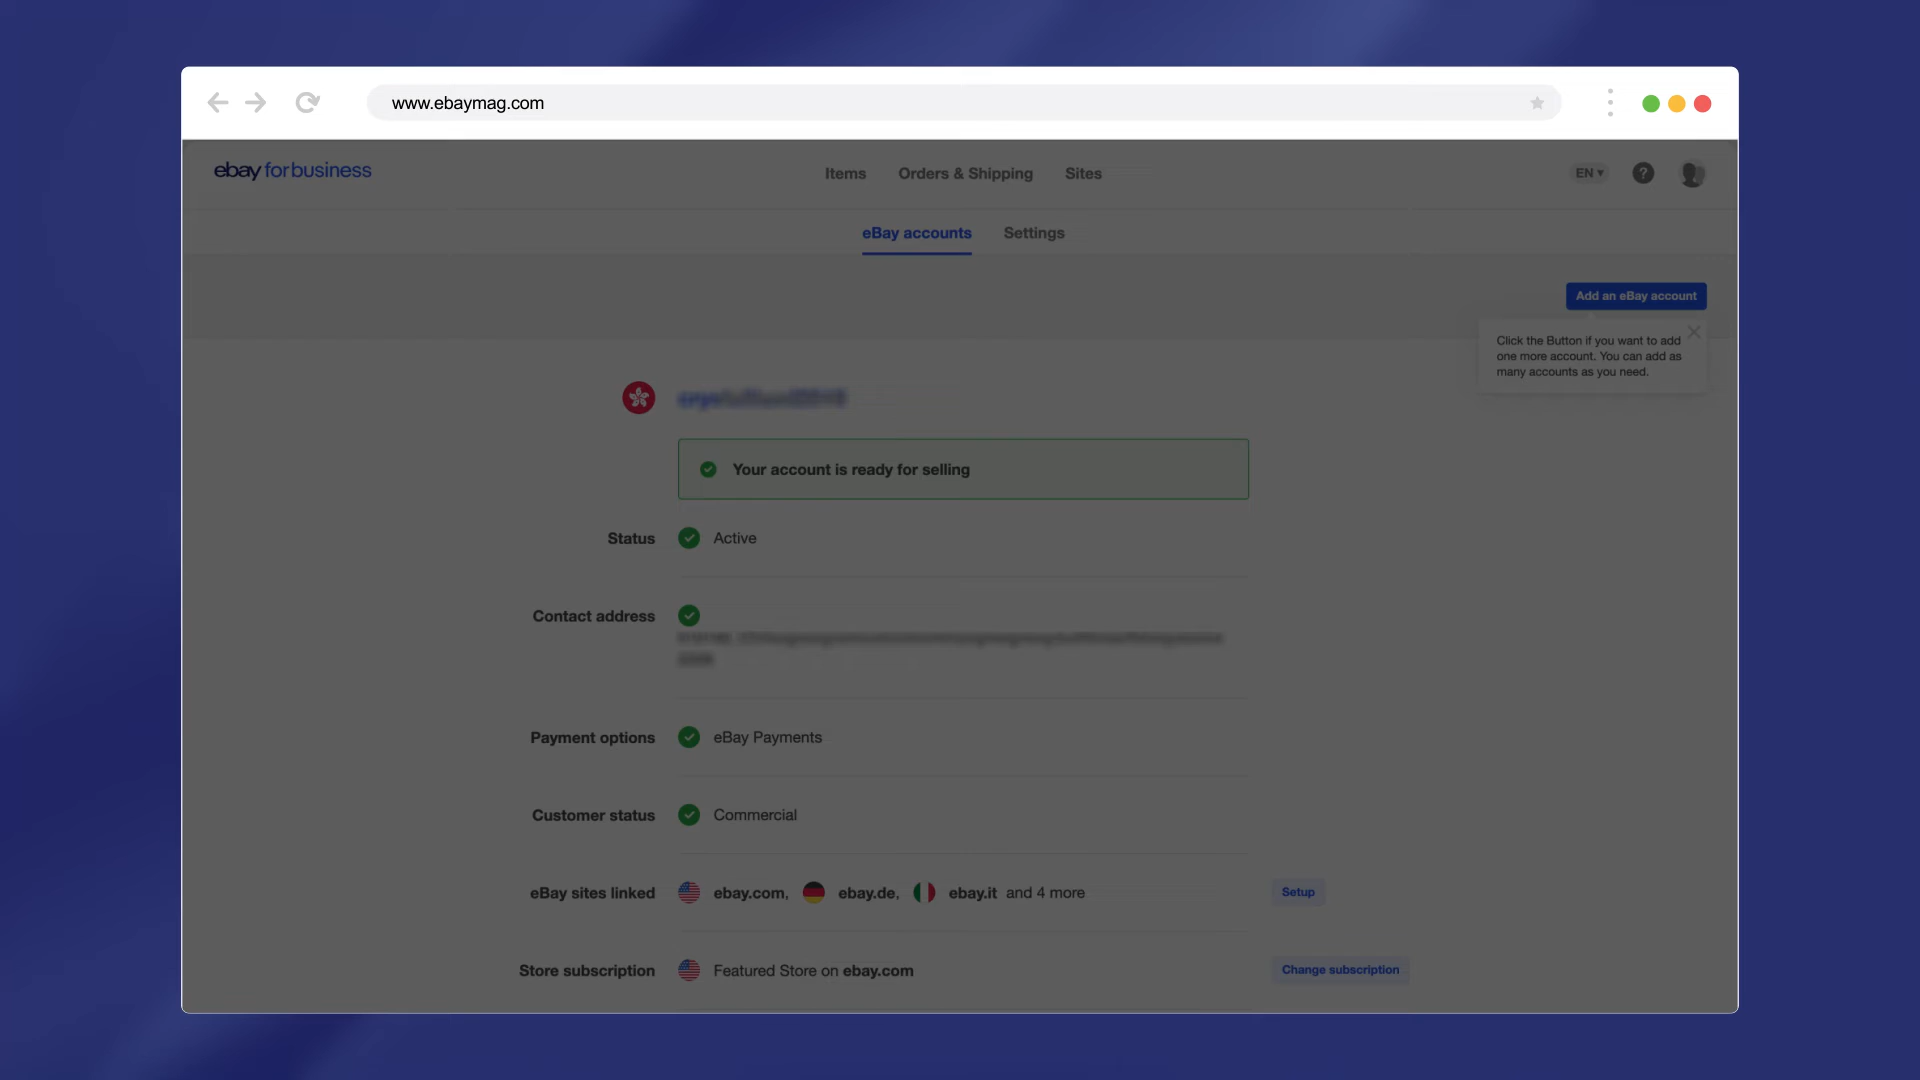 www.ebaymag.com
ebay for business
Items Orders & Shipping Sites
EN
?
eBay accounts Settings
Add an eBay account
Click the Button if you want to add
one more account. You can add as
many accounts as you need.
Your account is ready for selling
Status Active
Contact address
Payment options eBay Payments
Customer status Commercial
eBay sites linked ebay.com, ebay.de, ebay.it and 4 more Setup
Store subscription Featured Store on ebay.com Change subscription